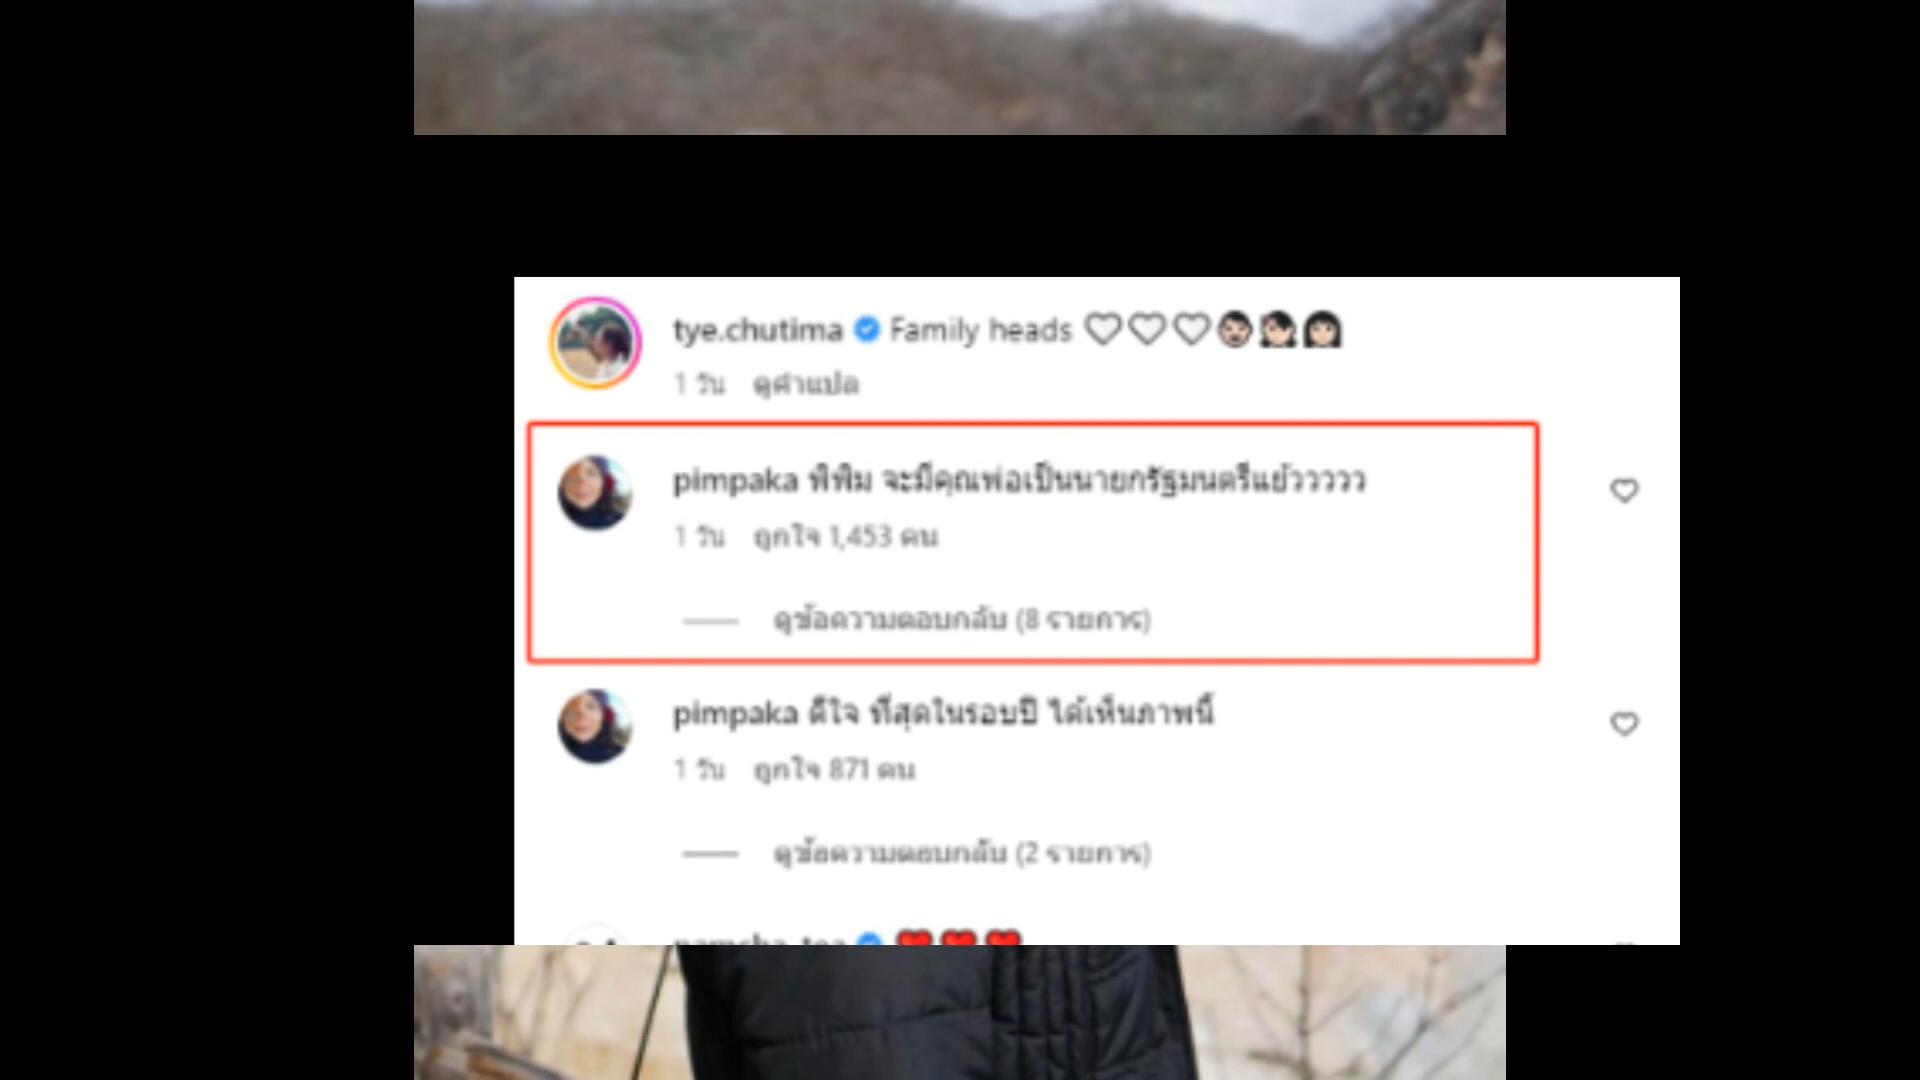 tye.chutima Family heads ♡♡♡👨🏻👧🏻👩🏻
1 วัน ดูคำแปล
pimpaka พิพิม จะมีคุณพ่อเป็นนายกรัฐมนตรีแย้ววววว
1 วัน ถูกใจ 1,453 คน
ดูข้อความตอบกลับ (8 รายการ)
pimpaka ดีใจ ที่สุดในรอบปี ได้เห็นภาพนี้
1 วัน ถูกใจ 871 คน
ดูข้อความตอบกลับ (2 รายการ)